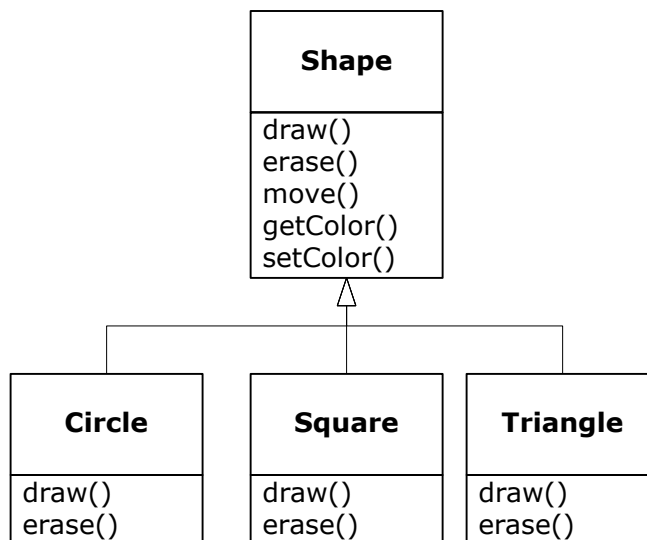 Shape
draw()
erase()
move()
getColor()
setColor()
Circle
draw()
erase()
Square
draw()
erase()
Triangle
draw()
erase()